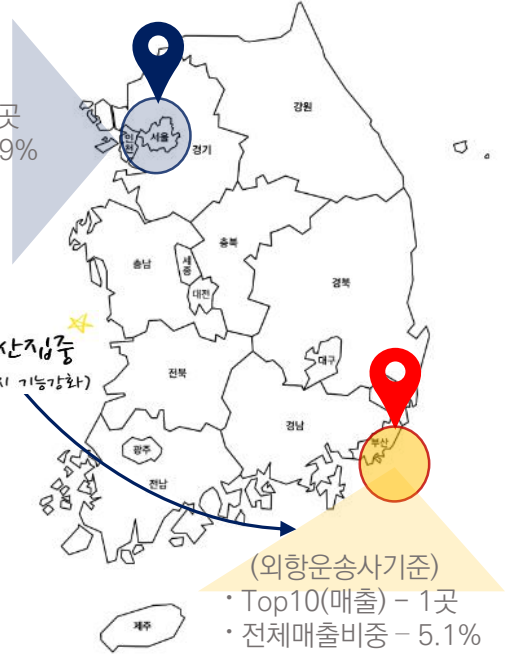 곳
9%
강원
인천
서울
경기
충북
충남
세종
대전
경북
산집중
기능강화)
전북
대구
경남
부산
광주
전남
(외항운송사기준)
· Top10(매출) – 1곳
· 전체매출비중 – 5.1%
제주